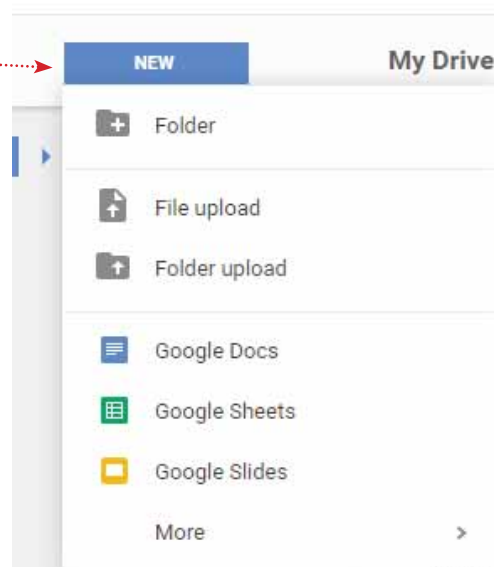 NEW My Drive
Folder
File upload
Folder upload
Google Docs
Google Sheets
Google Slides
More